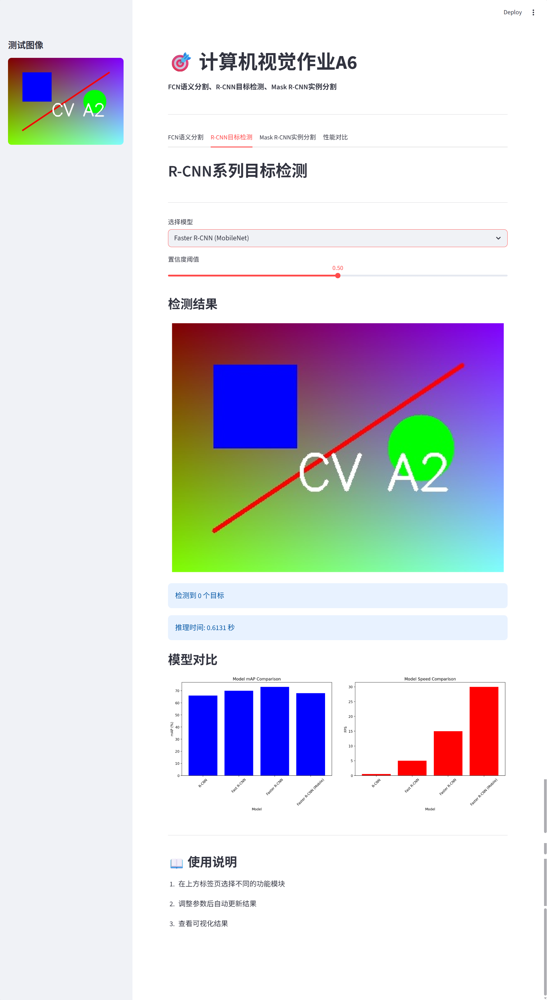 Deploy
测试图像
CV A2
计算机视觉作业A6
FCN语义分割、R-CNN目标检测、Mask R-CNN实例分割
FCN语义分割 R-CNN目标检测 Mask R-CNN实例分割 性能对比
R-CNN系列目标检测
选择模型
Faster R-CNN (MobileNet)
置信度阈值
0.50
检测结果
CV A2
检测到 0 个目标
推理时间: 0.6131 秒
模型对比
Model mAP Comparison
mAP (%)
70
60
50
40
30
20
10
0
R-CNN
Fast R-CNN
Faster R-CNN
Faster R-CNN (Mobile)
Model
Model Speed Comparison
FPS
30
25
20
15
10
5
0
R-CNN
Fast R-CNN
Faster R-CNN
Faster R-CNN (Mobile)
Model
使用说明
1. 在上方标签页选择不同的功能模块
2. 调整参数后自动更新结果
3. 查看可视化结果